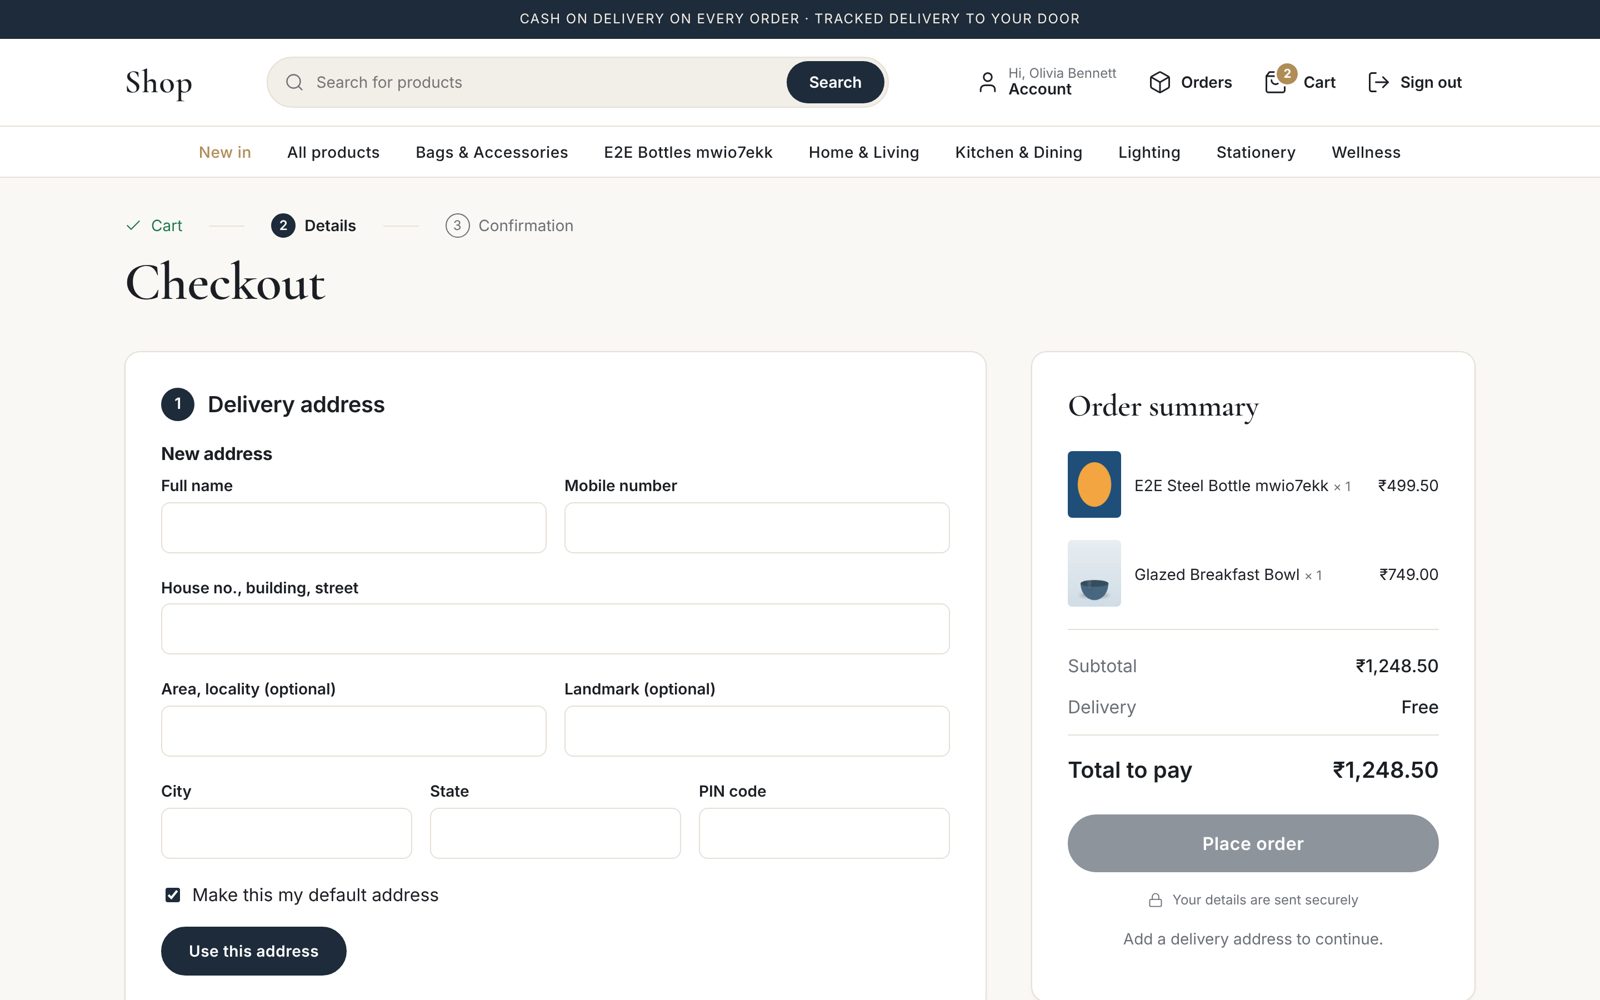 CASH ON DELIVERY ON EVERY ORDER · TRACKED DELIVERY TO YOUR DOOR
Shop
Search for products
Search
Hi, Olivia Bennett
Account
Orders
2
Cart
Sign out
New in
All products
Bags & Accessories
E2E Bottles mwio7ekk
Home & Living
Kitchen & Dining
Lighting
Stationery
Wellness
Cart
2 Details
3 Confirmation
Checkout
1 Delivery address
New address
Full name
Mobile number
House no., building, street
Area, locality (optional)
Landmark (optional)
City
State
PIN code
Make this my default address
Use this address
Order summary
E2E Steel Bottle mwio7ekk × 1 ₹499.50
Glazed Breakfast Bowl × 1 ₹749.00
Subtotal ₹1,248.50
Delivery Free
Total to pay ₹1,248.50
Place order
Your details are sent securely
Add a delivery address to continue.